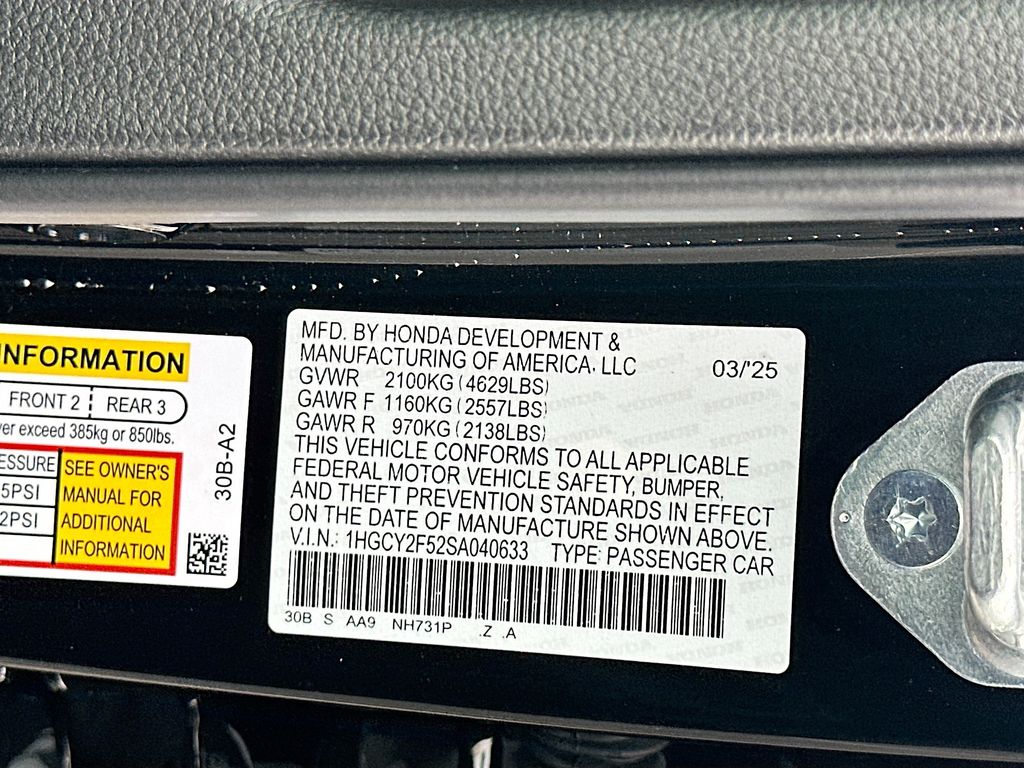 INFORMATION
FRONT 2 REAR 3
ver exceed 385kg or 850lbs.
ESSURE
5PSI
2PSI
SEE OWNER'S
MANUAL FOR
ADDITIONAL
INFORMATION
30B-A2
MFD. BY HONDA DEVELOPMENT &
MANUFACTURING OF AMERICA, LLC 03/'25
GVWR 2100KG (4629LBS)
GAWR F 1160KG (2557LBS)
GAWR R 970KG (2138LBS)
THIS VEHICLE CONFORMS TO ALL APPLICABLE
FEDERAL MOTOR VEHICLE SAFETY, BUMPER,
AND THEFT PREVENTION STANDARDS IN EFFECT
ON THE DATE OF MANUFACTURE SHOWN ABOVE.
V.I.N.: 1HGCY2F52SA040633 TYPE: PASSENGER CAR
30B S AA9 NH731P .Z .A